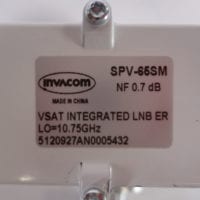 INVACOM
SPV-65SM
MADE IN CHINA
NF 0.7 dB
VSAT INTEGRATED LNB ER
LO=10.75GHz
5120927AN0005432